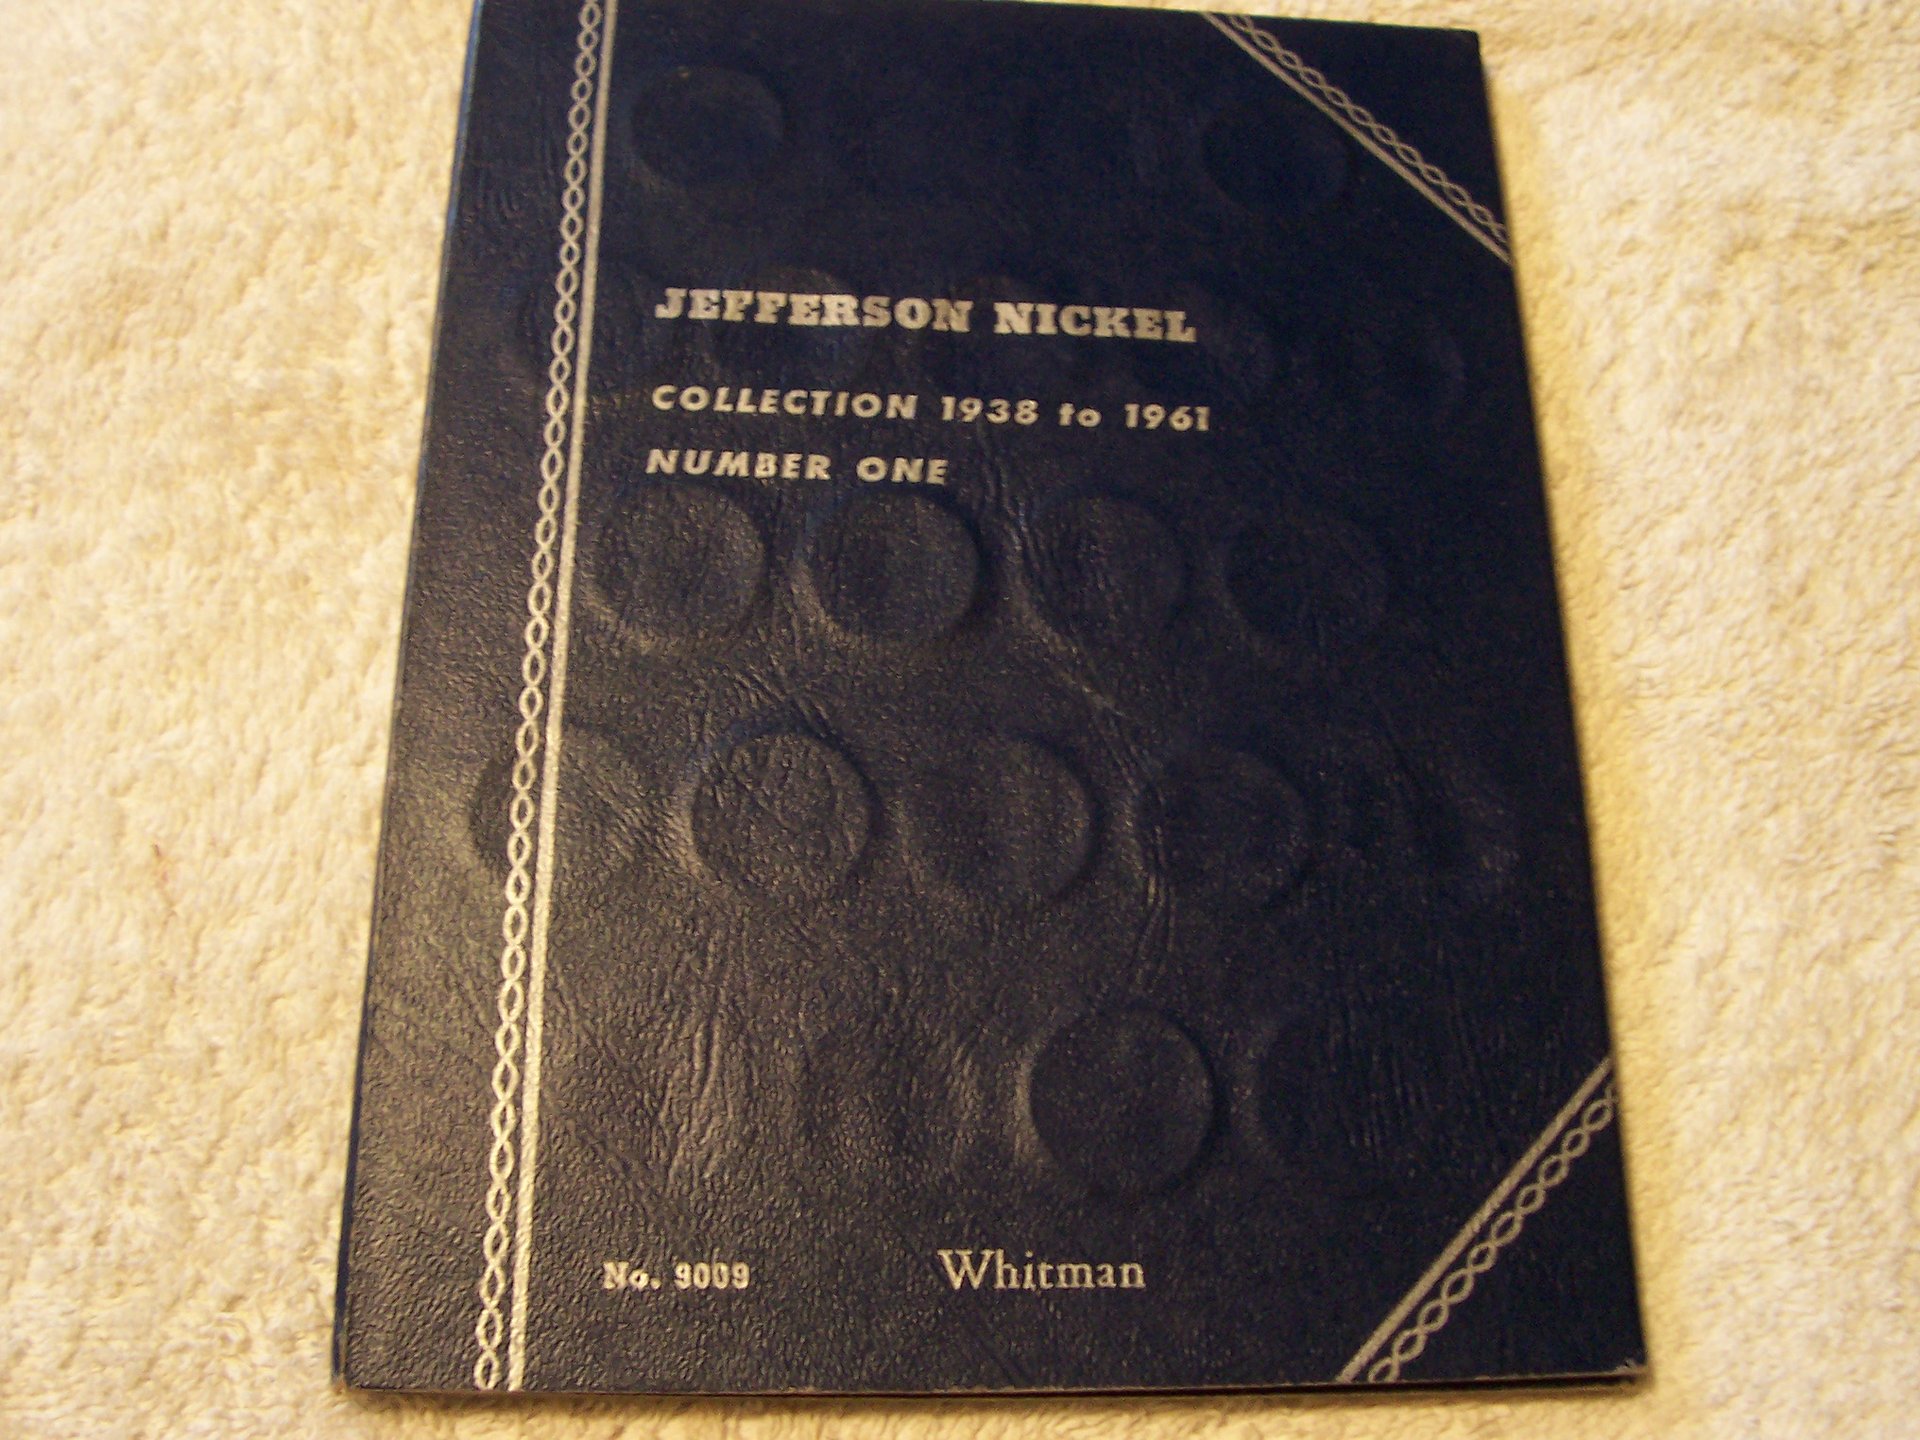 JEFFERSON NICKEL
COLLECTION 1938 to 1961
NUMBER ONE
No. 9009
Whitman